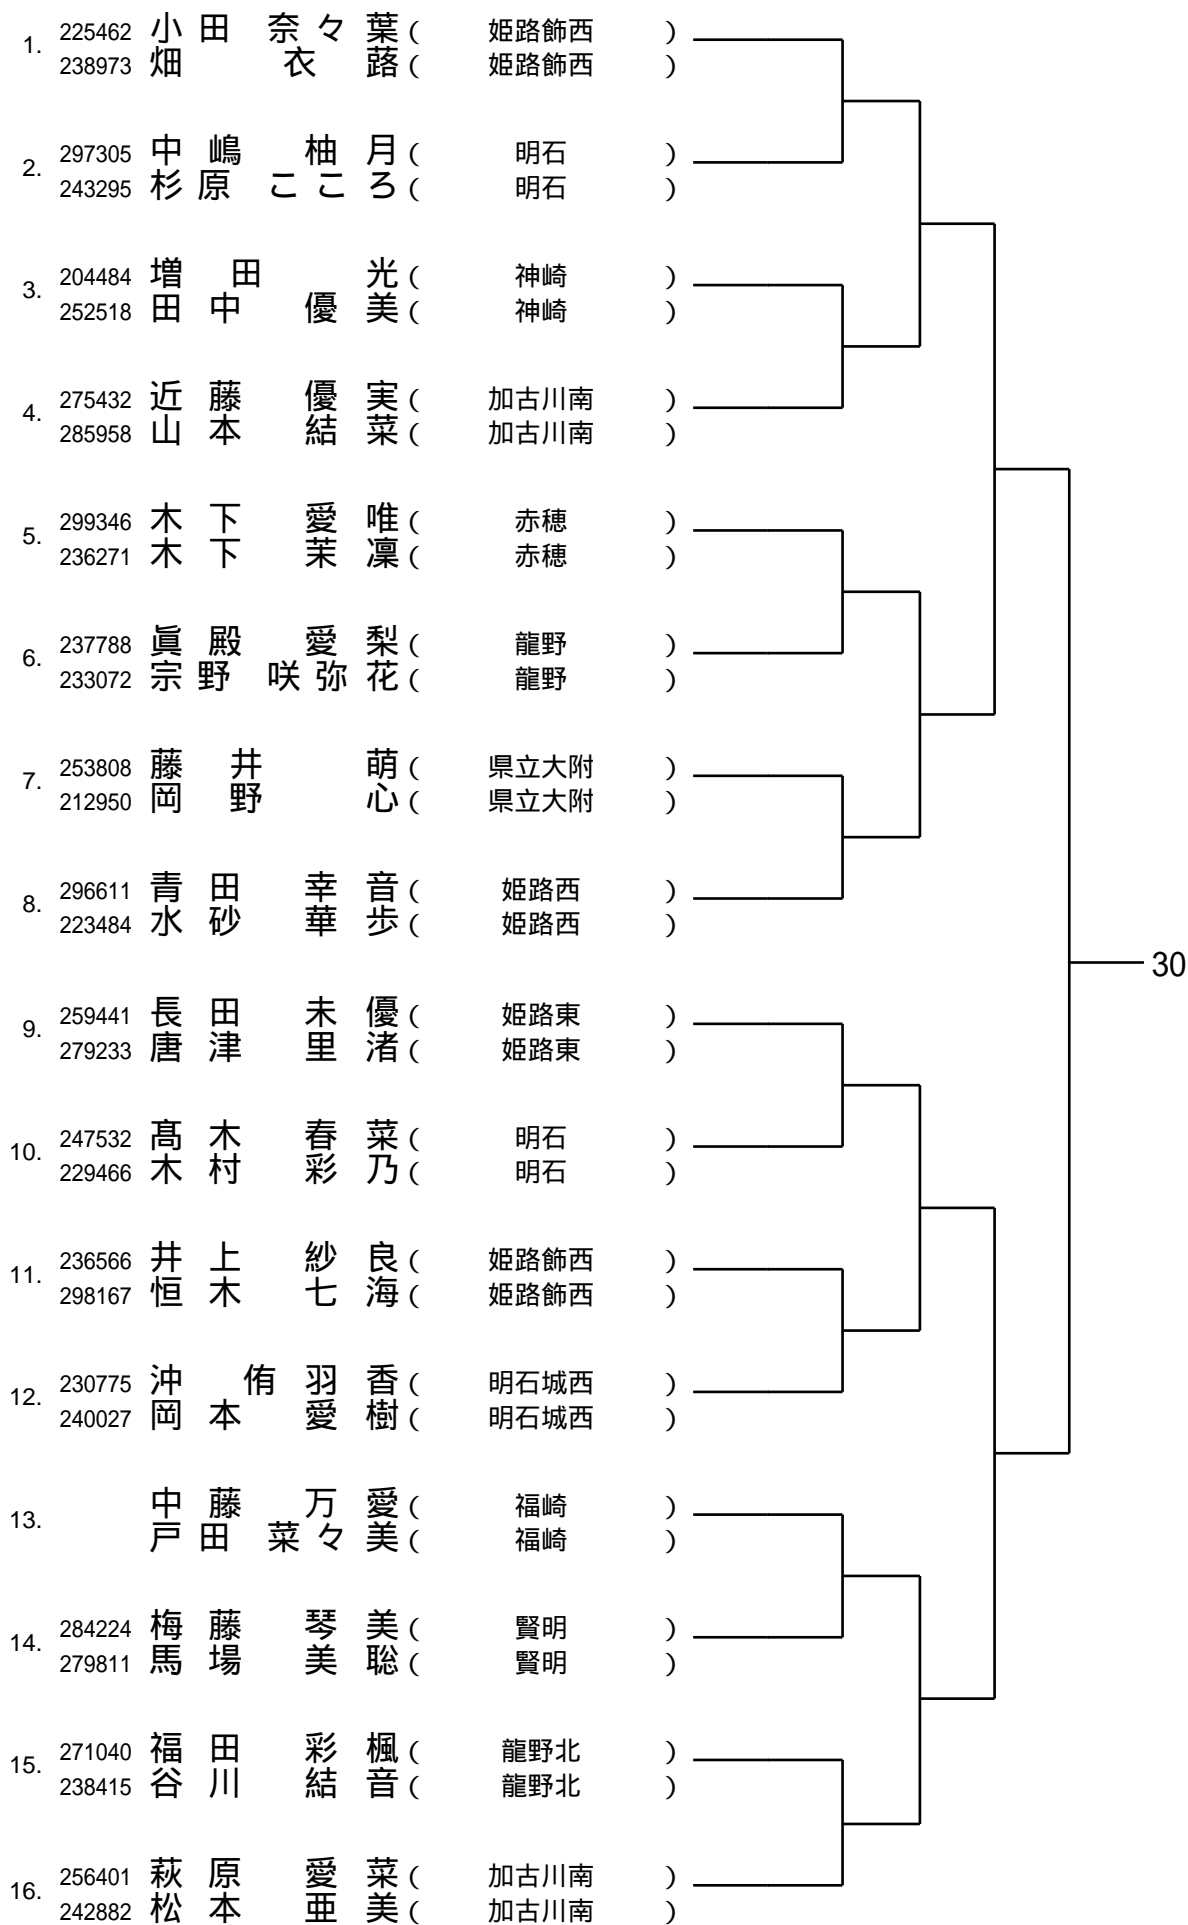 1. 225462 小田 奈々葉 ( 姫路飾西 )
238973 畑 衣蕗 ( 姫路飾西 )
2. 297305 中嶋 柚月 ( 明石 )
243295 杉原 こころ ( 明石 )
3. 204484 増田 光 ( 神崎 )
252518 田中 優美 ( 神崎 )
4. 275432 近藤 優実 ( 加古川南 )
285958 山本 結菜 ( 加古川南 )
5. 299346 木下 愛唯 ( 赤穂 )
236271 木下 茉凜 ( 赤穂 )
6. 237788 眞殿 愛梨 ( 龍野 )
233072 宗野 咲弥花 ( 龍野 )
7. 253808 藤井 萌 ( 県立大附 )
212950 岡野 心 ( 県立大附 )
8. 296611 青田 幸音 ( 姫路西 )
223484 水砂 華歩 ( 姫路西 )
30
9. 259441 長田 未優 ( 姫路東 )
279233 唐津 里渚 ( 姫路東 )
10. 247532 髙木 春菜 ( 明石 )
229466 木村 彩乃 ( 明石 )
11. 236566 井上 紗良 ( 姫路飾西 )
298167 恒木 七海 ( 姫路飾西 )
12. 230775 沖 侑羽香 ( 明石城西 )
240027 岡本 愛樹 ( 明石城西 )
13. 中藤 万愛 ( 福崎 )
戸田 菜々美 ( 福崎 )
14. 284224 梅藤 琴美 ( 賢明 )
279811 馬場 美聡 ( 賢明 )
15. 271040 福田 彩楓 ( 龍野北 )
238415 谷川 結音 ( 龍野北 )
16. 256401 萩原 愛菜 ( 加古川南 )
242882 松本 亜美 ( 加古川南 )